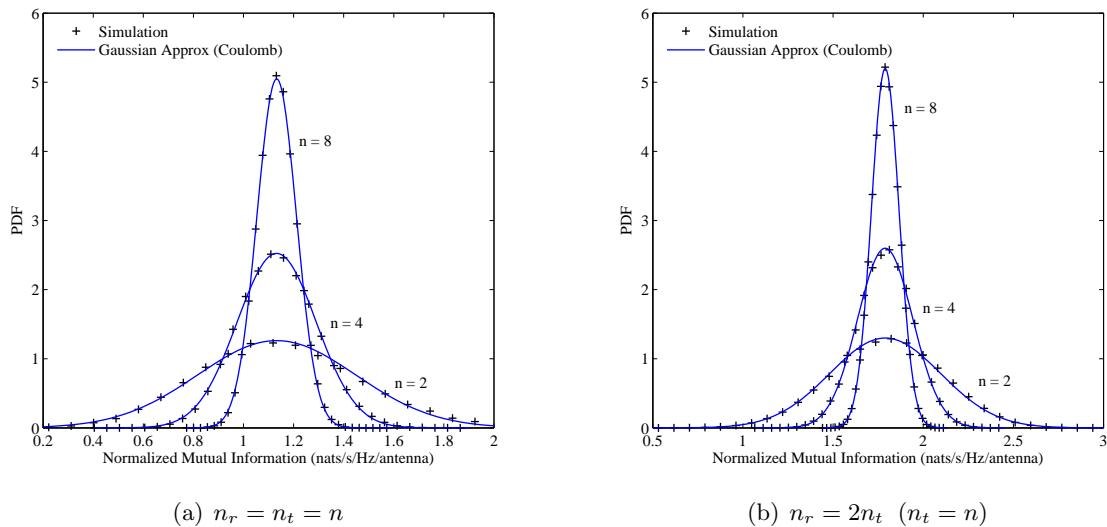 6
5
4
3
2
1
0
PDF
Simulation
Gaussian Approx (Coulomb)
n = 8
n = 4
n = 2
0.2 0.4 0.6 0.8 1 1.2 1.4 1.6 1.8 2
Normalized Mutual Information (nats/s/Hz/antenna)
(a) n_r = n_t = n
6
5
4
3
2
1
0
PDF
Simulation
Gaussian Approx (Coulomb)
n = 8
n = 4
n = 2
0.5 1 1.5 2 2.5 3
Normalized Mutual Information (nats/s/Hz/antenna)
(b) n_r = 2n_t (n_t = n)